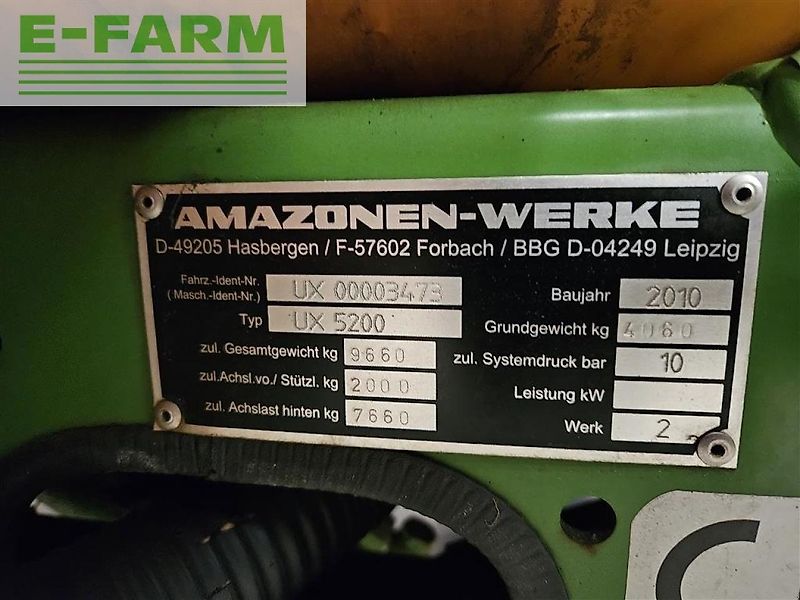 E-FARM
AMAZONEN-WERKE
D-49205 Hasbergen / F-57602 Forbach / BBG D-04249 Leipzig
Fahrz.-Ident-Nr.
(Masch.-Ident-Nr.) UX 00003473
Typ UX 5200
zul. Gesamtgewicht kg 9660
zul.Achsl.vo./ Stützl. kg 2000
zul. Achslast hinten kg 7660
Baujahr 2010
Grundgewicht kg 4060
zul. Systemdruck bar 10
Leistung kW
Werk 2
C